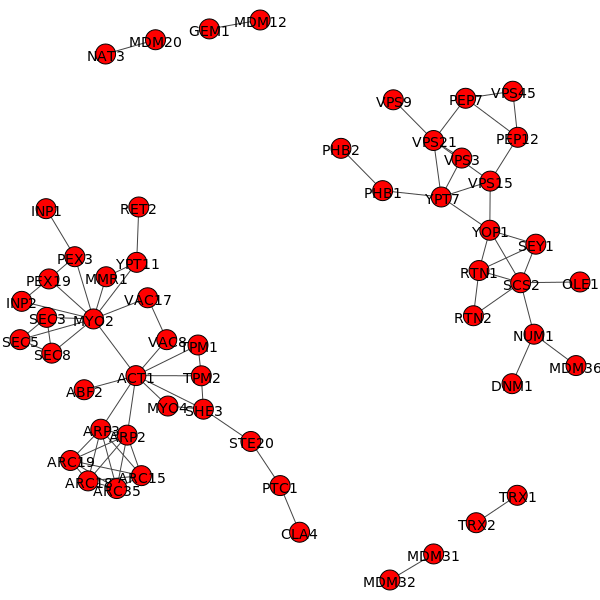 MDM12
GEM1
MDM20
NAT3
VPS45
PEP7
VPS9
PEP12
VPS21
PHB2
VPS3
VPS15
PHB1
YPT7
INP1
RET2
YOP1
SEY1
PEX3
YPT11
RTN1
PEX19
MMR1
SCS2
OLE1
INP2
VAC17
SEC3
MYO2
RTN2
SEC5
VAC8
TPM1
NUM1
SEC8
MDM36
ACT1
TPM2
ABF2
DNM1
MYO4
SHE3
ARP3
ARP2
STE20
ARC19
ARC15
ARC18
ARC35
PTC1
TRX1
TRX2
CLA4
MDM31
MDM32